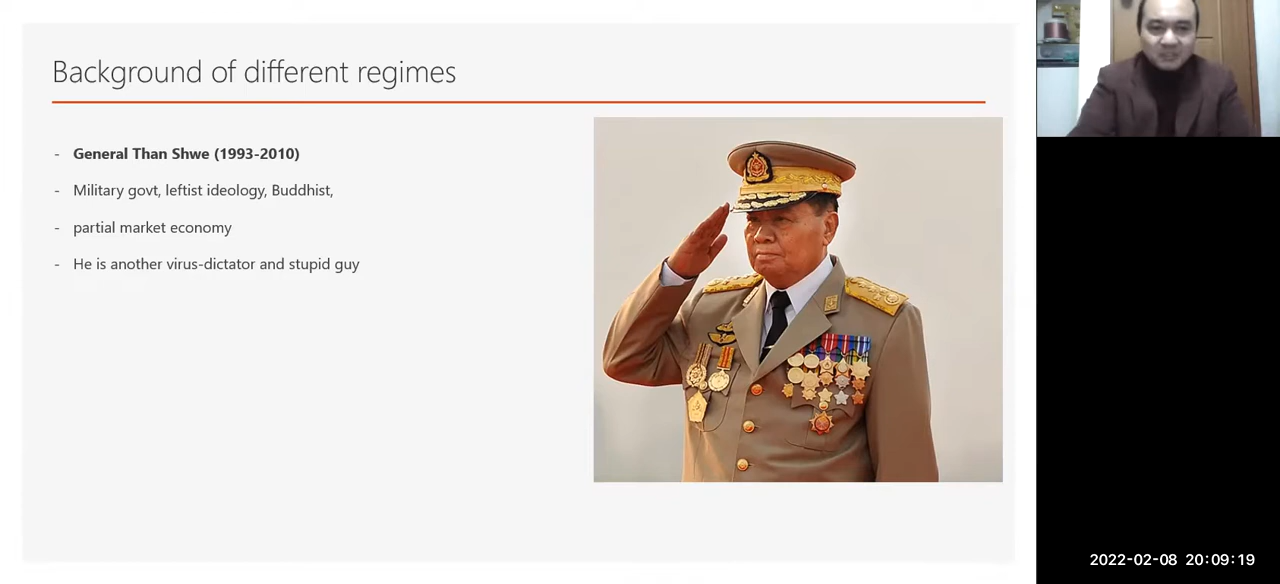 Background of different regimes
- General Than Shwe (1993-2010)
- Military govt, leftist ideology, Buddhist,
- partial market economy
- He is another virus-dictator and stupid guy
2022-02-08 20:09:19